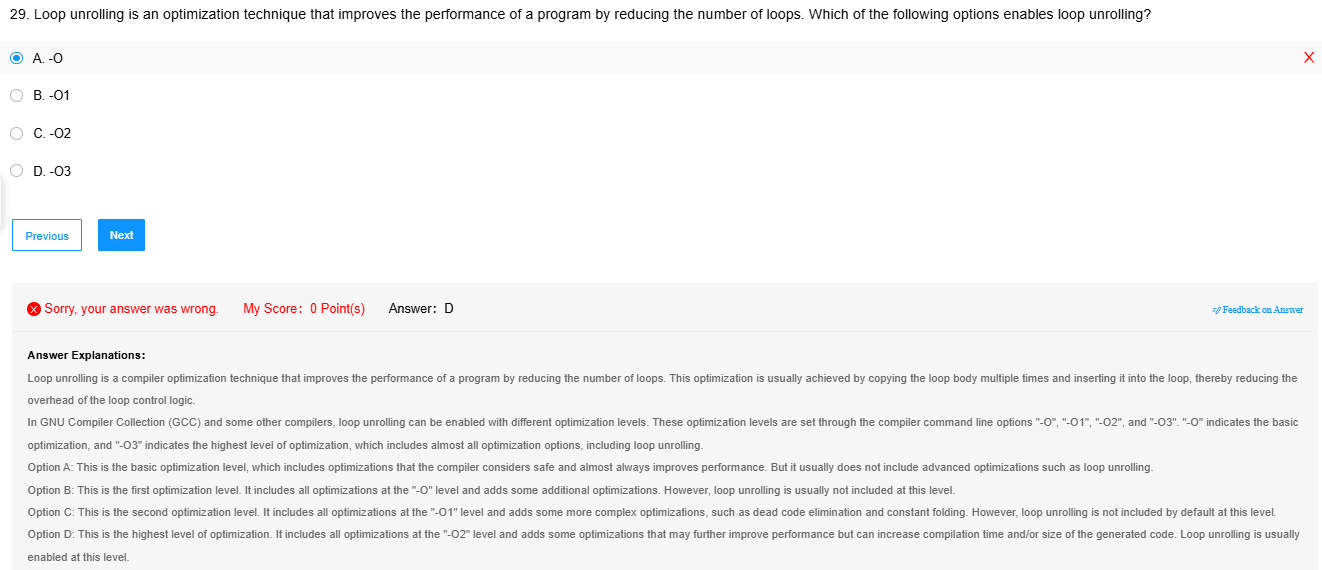 29. Loop unrolling is an optimization technique that improves the performance of a program by reducing the number of loops. Which of the following options enables loop unrolling?
A. -O
X
B. -O1
C. -O2
D. -O3
Previous
Next
Sorry, your answer was wrong. My Score: 0 Point(s) Answer: D
Feedback on Answer
Answer Explanations:
Loop unrolling is a compiler optimization technique that improves the performance of a program by reducing the number of loops. This optimization is usually achieved by copying the loop body multiple times and inserting it into the loop, thereby reducing the
overhead of the loop control logic.
In GNU Compiler Collection (GCC) and some other compilers, loop unrolling can be enabled with different optimization levels. These optimization levels are set through the compiler command line options "-O", "-O1", "-O2", and "-O3". "-O" indicates the basic
optimization, and "-O3" indicates the highest level of optimization, which includes almost all optimization options, including loop unrolling.
Option A: This is the basic optimization level, which includes optimizations that the compiler considers safe and almost always improves performance. But it usually does not include advanced optimizations such as loop unrolling.
Option B: This is the first optimization level. It includes all optimizations at the "-O" level and adds some additional optimizations. However, loop unrolling is usually not included at this level.
Option C: This is the second optimization level. It includes all optimizations at the "-O1" level and adds some more complex optimizations, such as dead code elimination and constant folding. However, loop unrolling is not included by default at this level.
Option D: This is the highest level of optimization. It includes all optimizations at the "-O2" level and adds some optimizations that may further improve performance but can increase compilation time and/or size of the generated code. Loop unrolling is usually
enabled at this level.